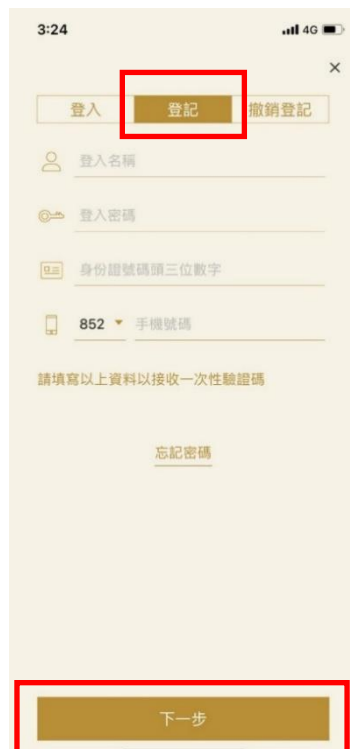 3:24 4G
×
登入 登記 撤銷登記
登入名稱
登入密碼
身份證號碼頭三位數字
852 手機號碼
請填寫以上資料以接收一次性驗證碼
忘記密碼
下一步